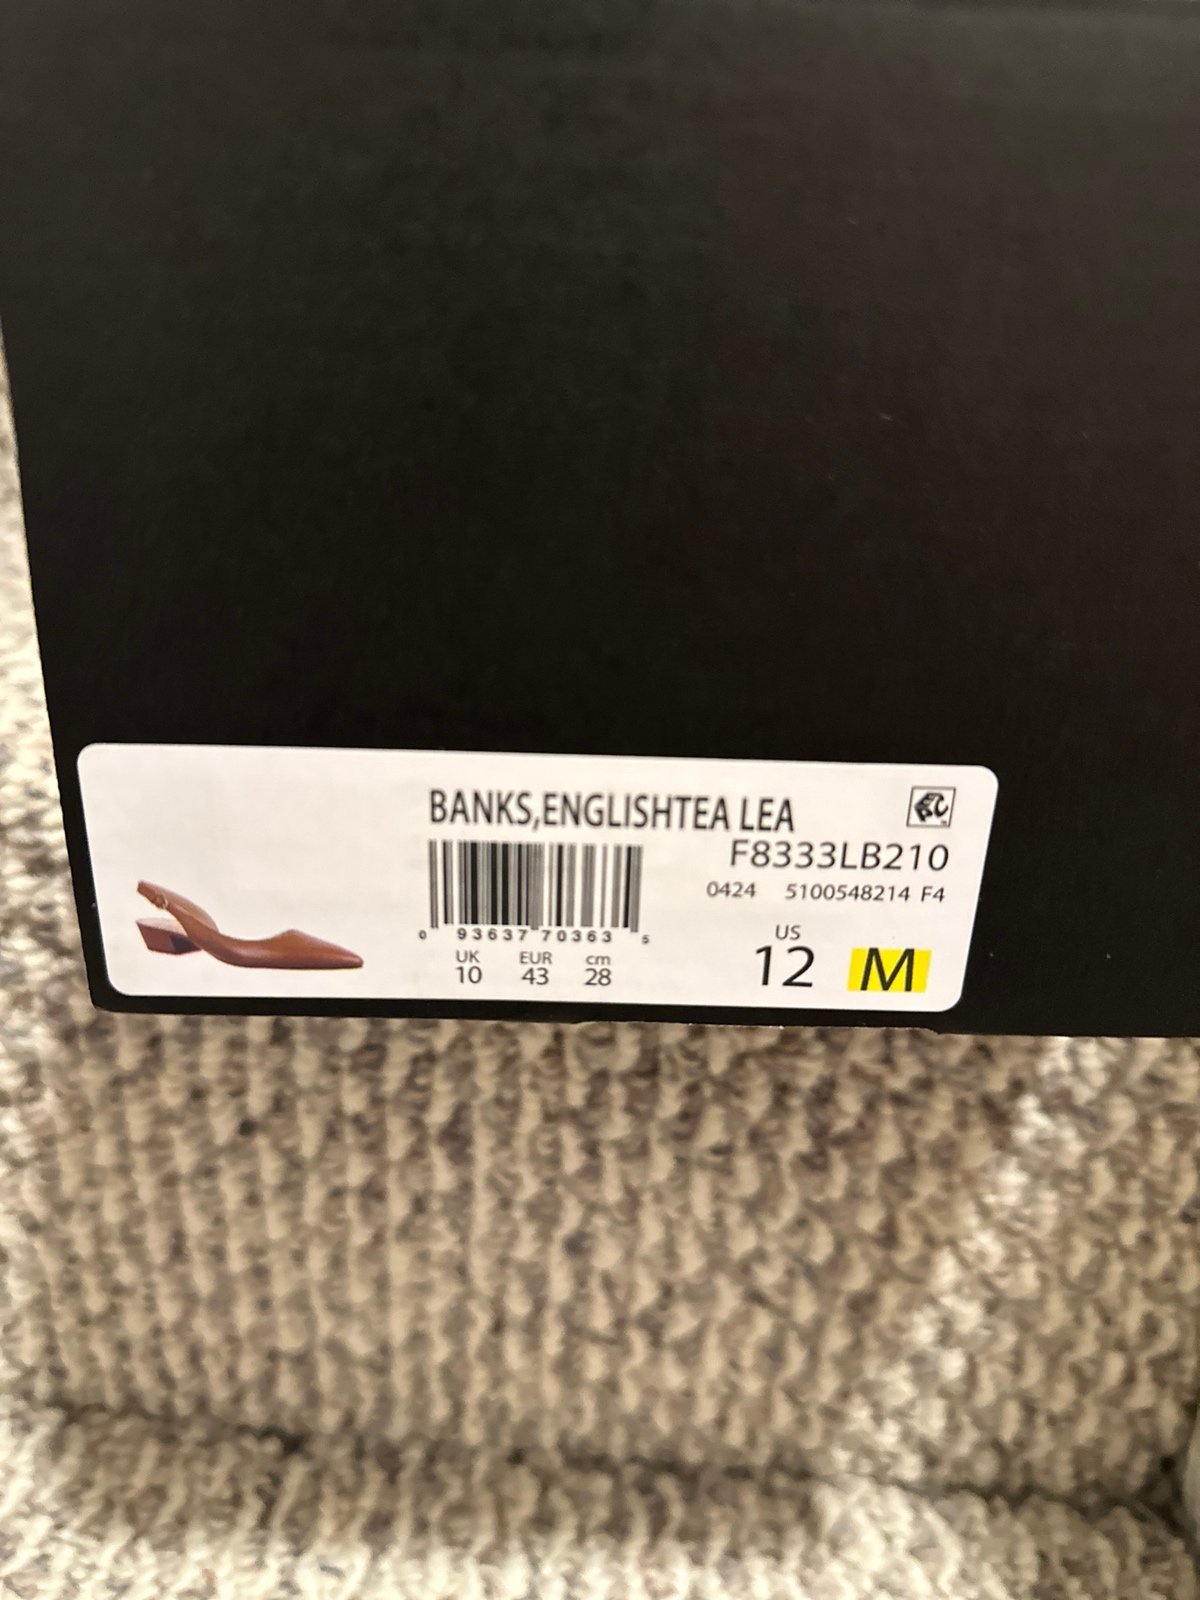 BANKS,ENGLISHTEA LEA
F8333LB210
0424 5100548214 F4
0 93637 70363 5
UK EUR cm
10 43 28
US
12 M